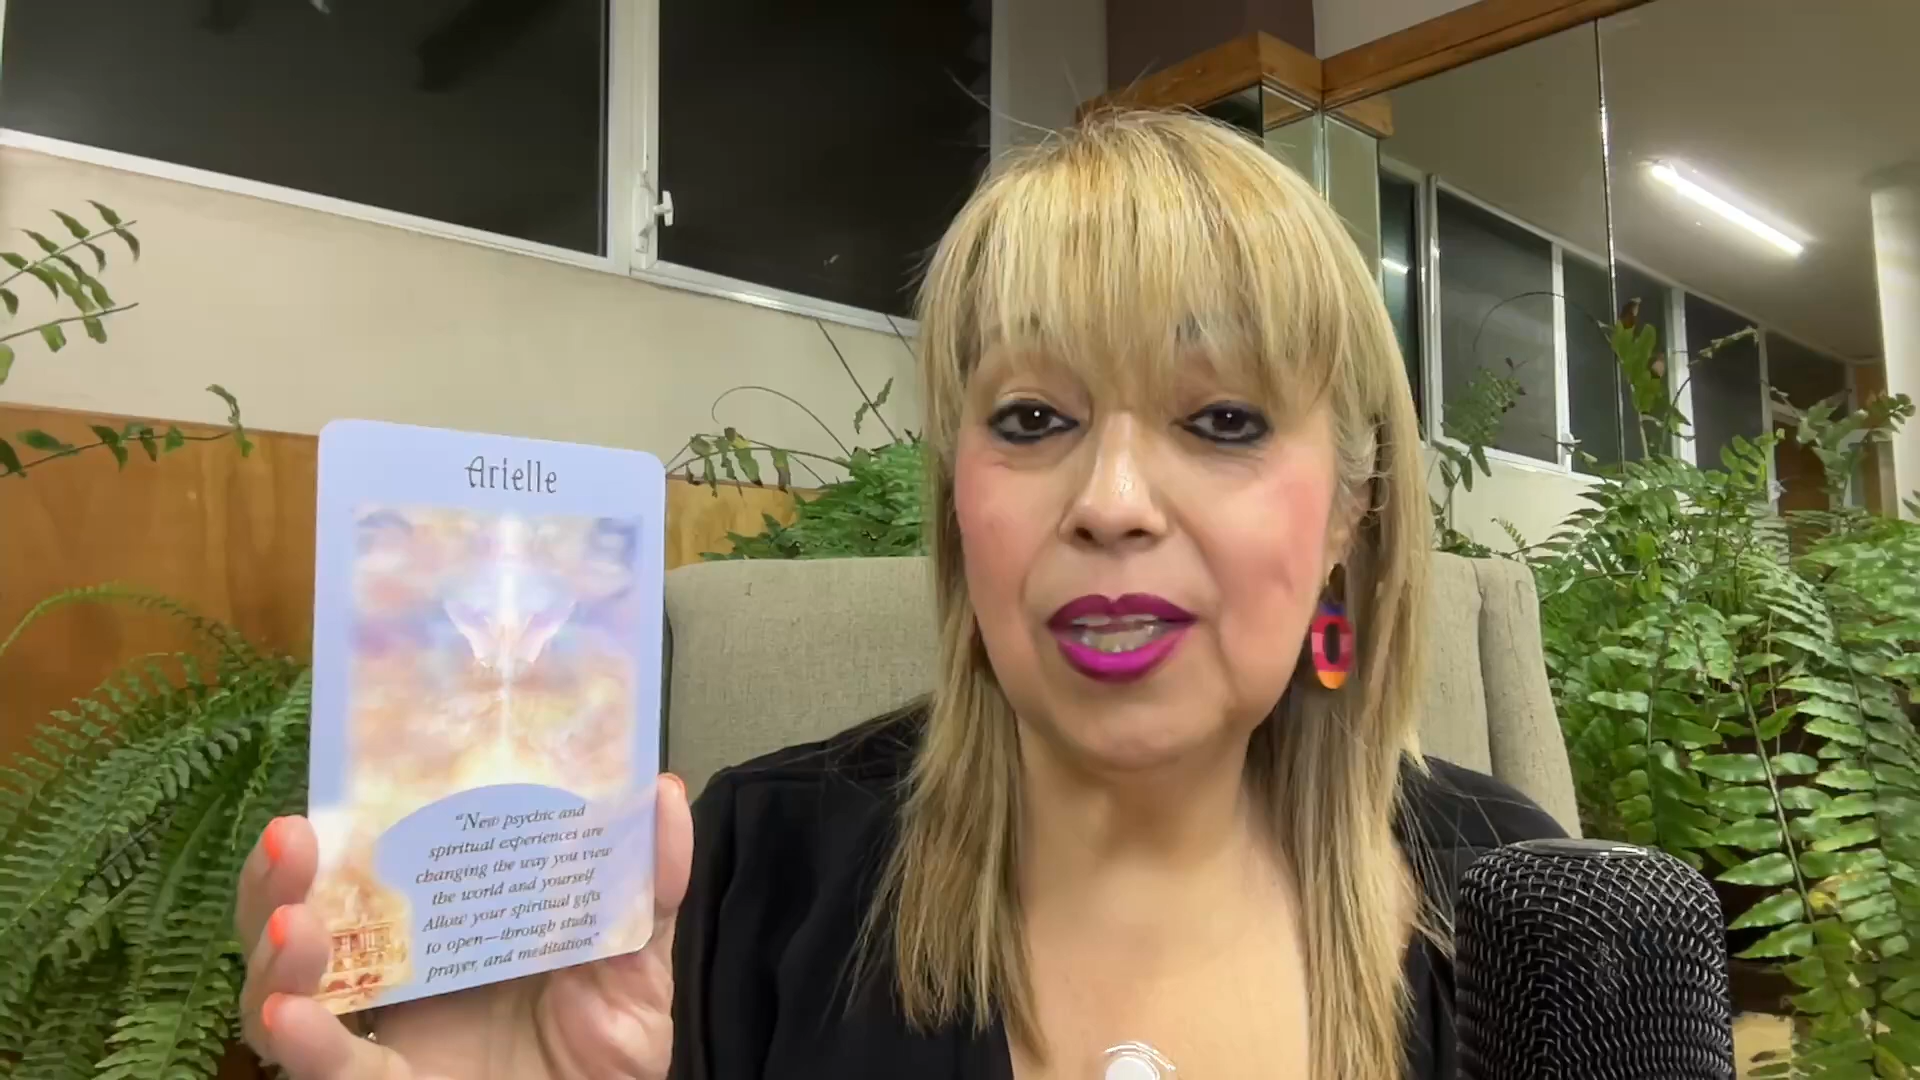 Arielle
"New psychic and
spiritual experiences are
changing the way you view
the world and yourself.
Allow your spiritual gifts
to open—through study,
prayer, and meditation."